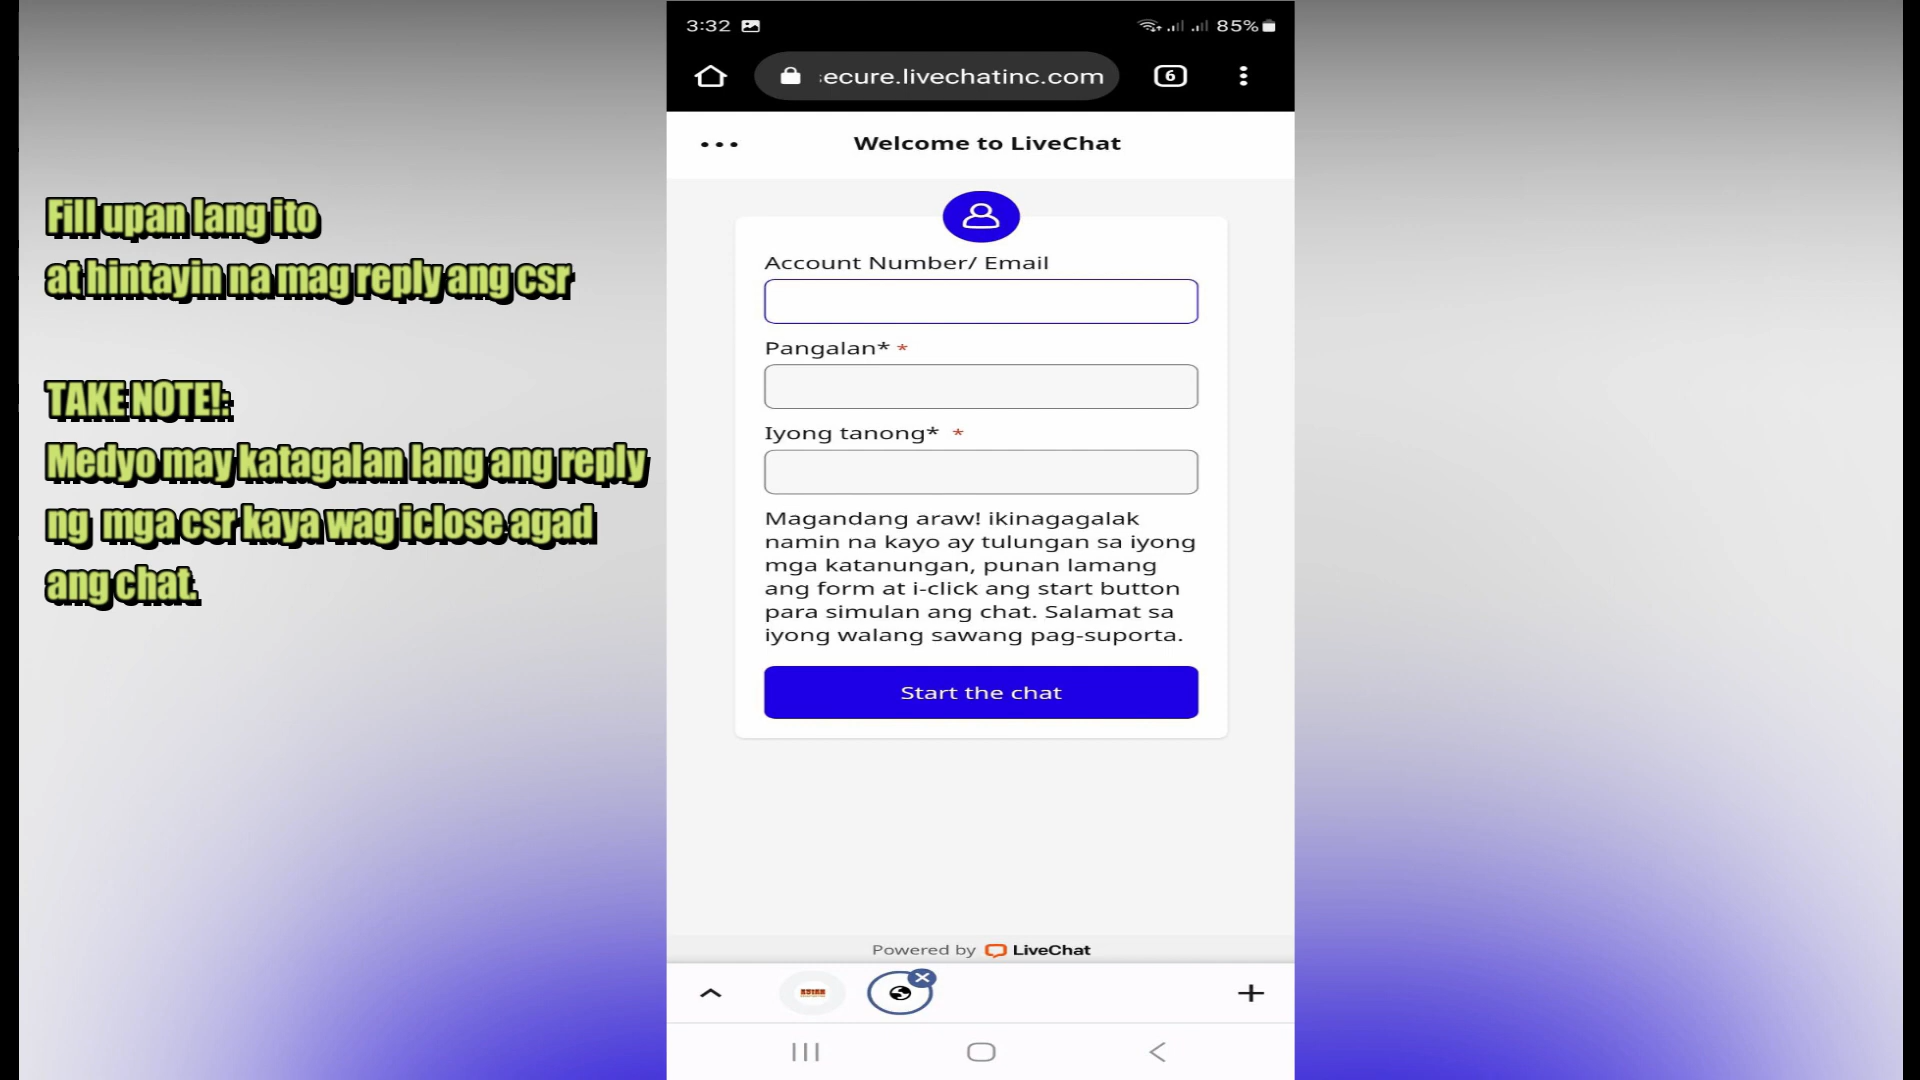 Fill upan lang ito
at hintayin na mag reply ang csr
TAKE NOTE!:
Medyo may katagalan lang ang reply
ng mga csr kaya wag iclose agad
ang chat.
3:32
85%
ecure.livechatinc.com
6
Welcome to LiveChat
Account Number/ Email
Pangalan* *
Iyong tanong* *
Magandang araw! ikinagagalak
namin na kayo ay tulungan sa iyong
mga katanungan, punan lamang
ang form at i-click ang start button
para simulan ang chat. Salamat sa
iyong walang sawang pag-suporta.
Start the chat
Powered by LiveChat